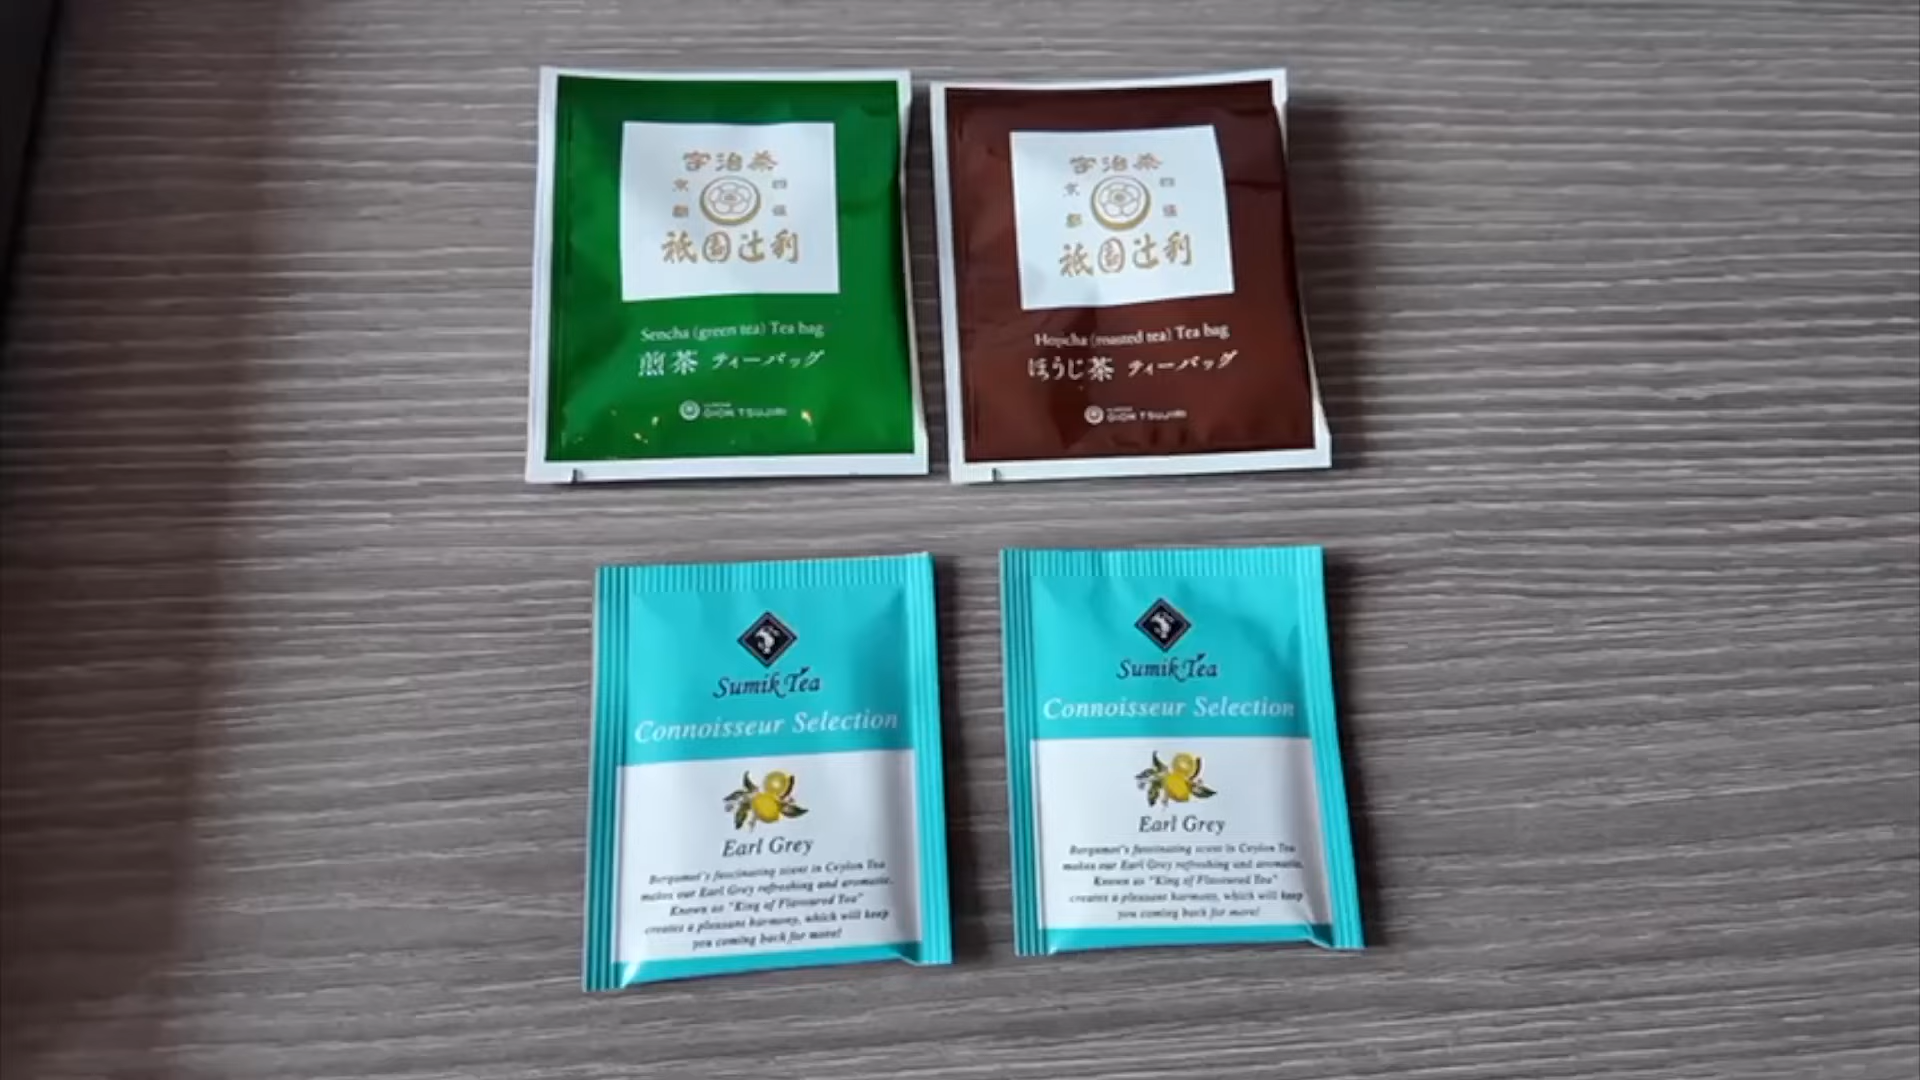 宇治茶
京 四
都 條
祇園辻利
Sencha (green tea) Tea bag
煎茶 ティーバッグ
GION TSUJIRI
宇治茶
京 四
都 條
祇園辻利
Hojicha (roasted tea) Tea bag
ほうじ茶 ティーバッグ
GION TSUJIRI
Sumik Tea
Connoisseur Selection
Earl Grey
Bergamot's fascinating scent in Ceylon Tea
makes our Earl Grey refreshing and aromatic.
Known as "King of Flavoured Tea"
creates a pleasant harmony, which will keep
you coming back for more!
Sumik Tea
Connoisseur Selection
Earl Grey
Bergamot's fascinating scent in Ceylon Tea
makes our Earl Grey refreshing and aromatic.
Known as "King of Flavoured Tea"
creates a pleasant harmony, which will keep
you coming back for more!